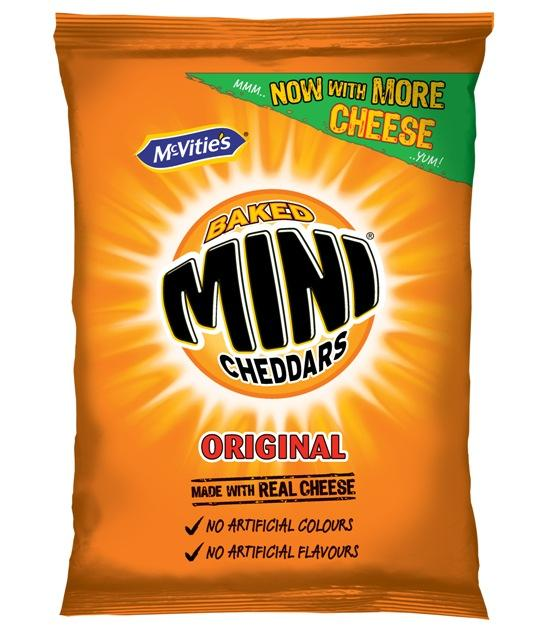 MMM.. NOW WITH MORE
CHEESE
..YUM!
McVitie's®
BAKED
MINI®
CHEDDARS
ORIGINAL
MADE WITH REAL CHEESE
✓ NO ARTIFICIAL COLOURS
✓ NO ARTIFICIAL FLAVOURS